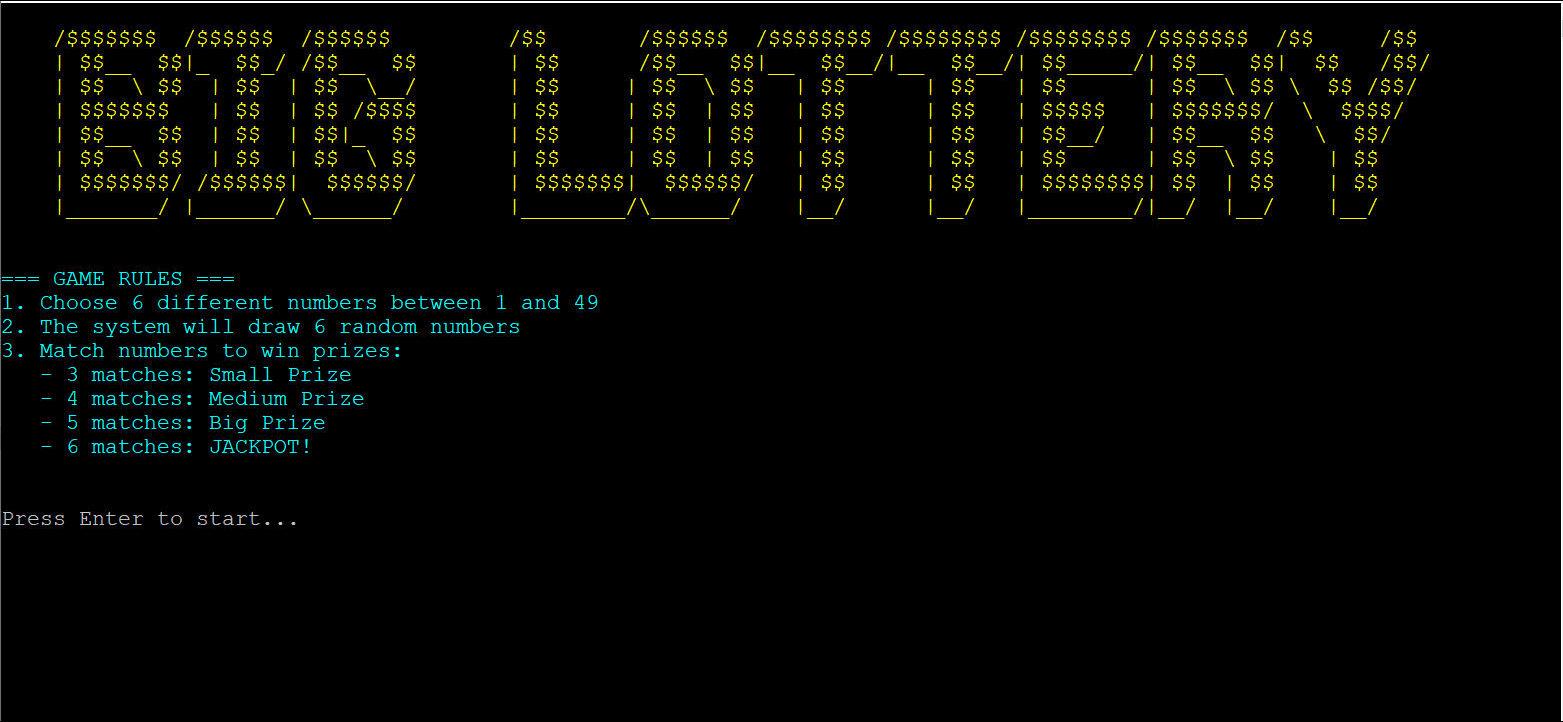 /$$$$$$$  /$$$$$$  /$$$$$$         /$$       /$$$$$$  /$$$$$$$$ /$$$$$$$$ /$$$$$$$$ /$$$$$$$  /$$     /$$
    | $$__  $$|_  $$_/ /$$__  $$       | $$       /$$__  $$|__  $$__/|__  $$__/| $$_____/| $$__  $$|  $$   /$$/
    | $$  \ $$  | $$  | $$  \__/       | $$      | $$  \ $$   | $$      | $$   | $$      | $$  \ $$ \  $$ /$$/
    | $$$$$$$   | $$  | $$ /$$$$       | $$      | $$  | $$   | $$      | $$   | $$$$$   | $$$$$$$/  \  $$$$/
    | $$__  $$  | $$  | $$|_  $$       | $$      | $$  | $$   | $$      | $$   | $$__/   | $$__  $$   \  $$/
    | $$  \ $$  | $$  | $$  \ $$       | $$      | $$  | $$   | $$      | $$   | $$      | $$  \ $$    | $$
    | $$$$$$$/ /$$$$$$|  $$$$$$/       | $$$$$$$|  $$$$$$/   | $$      | $$   | $$$$$$$$| $$  | $$    | $$
    |_______/ |______/ \______/        |________/\______/    |__/      |__/   |________/|__/  |__/    |__/
=== GAME RULES ===
1. Choose 6 different numbers between 1 and 49
2. The system will draw 6 random numbers
3. Match numbers to win prizes:
   - 3 matches: Small Prize
   - 4 matches: Medium Prize
   - 5 matches: Big Prize
   - 6 matches: JACKPOT!
Press Enter to start...